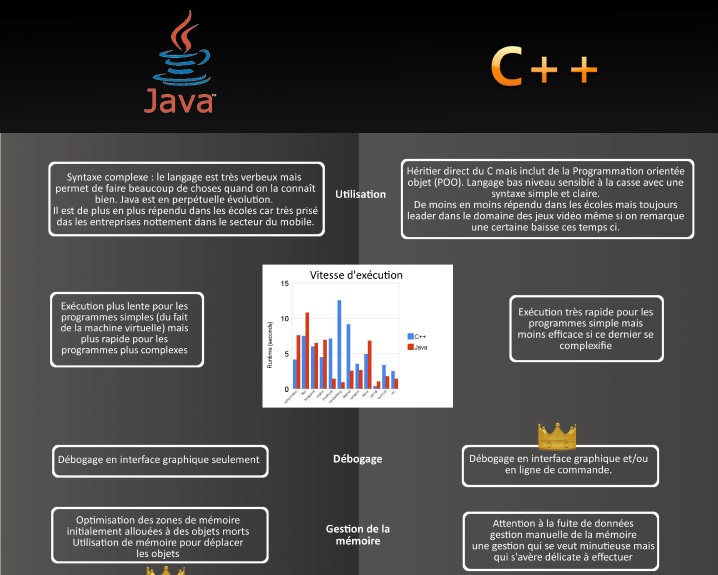 Java
C++
Syntaxe complexe : le langage est très verbeux mais
permet de faire beaucoup de choses quand on la connaît
bien. Java est en perpétuelle évolution.
Il est de plus en plus répendu dans les écoles car très prisé
das les entreprises nottement dans le secteur du mobile.
Utilisation
Héritier direct du C mais inclut de la Programmation orientée
objet (POO). Langage bas niveau sensible à la casse avec une
syntaxe simple et claire.
De moins en moins répendu dans les écoles mais toujours
leader dans le domaine des jeux vidéo même si on remarque
une certaine baisse ces temps ci.
Exécution plus lente pour les
programmes simples (du fait
de la machine virtuelle) mais
plus rapide pour les
programmes plus complexes
Vitesse d'exécution
15
10
5
0
Runtime (seconds)
C++
Java
Exécution très rapide pour les
programmes simple mais
moins efficace si ce dernier se
complexifie
Débogage en interface graphique seulement
Débogage
Débogage en interface graphique et/ou
en ligne de commande.
Optimisation des zones de mémoire
initialement allouées à des objets morts
Utilisation de mémoire pour déplacer
les objets
Gestion de la
mémoire
Attention à la fuite de données
gestion manuelle de la mémoire
une gestion qui se veut minutieuse mais
qui s'avère délicate à effectuer